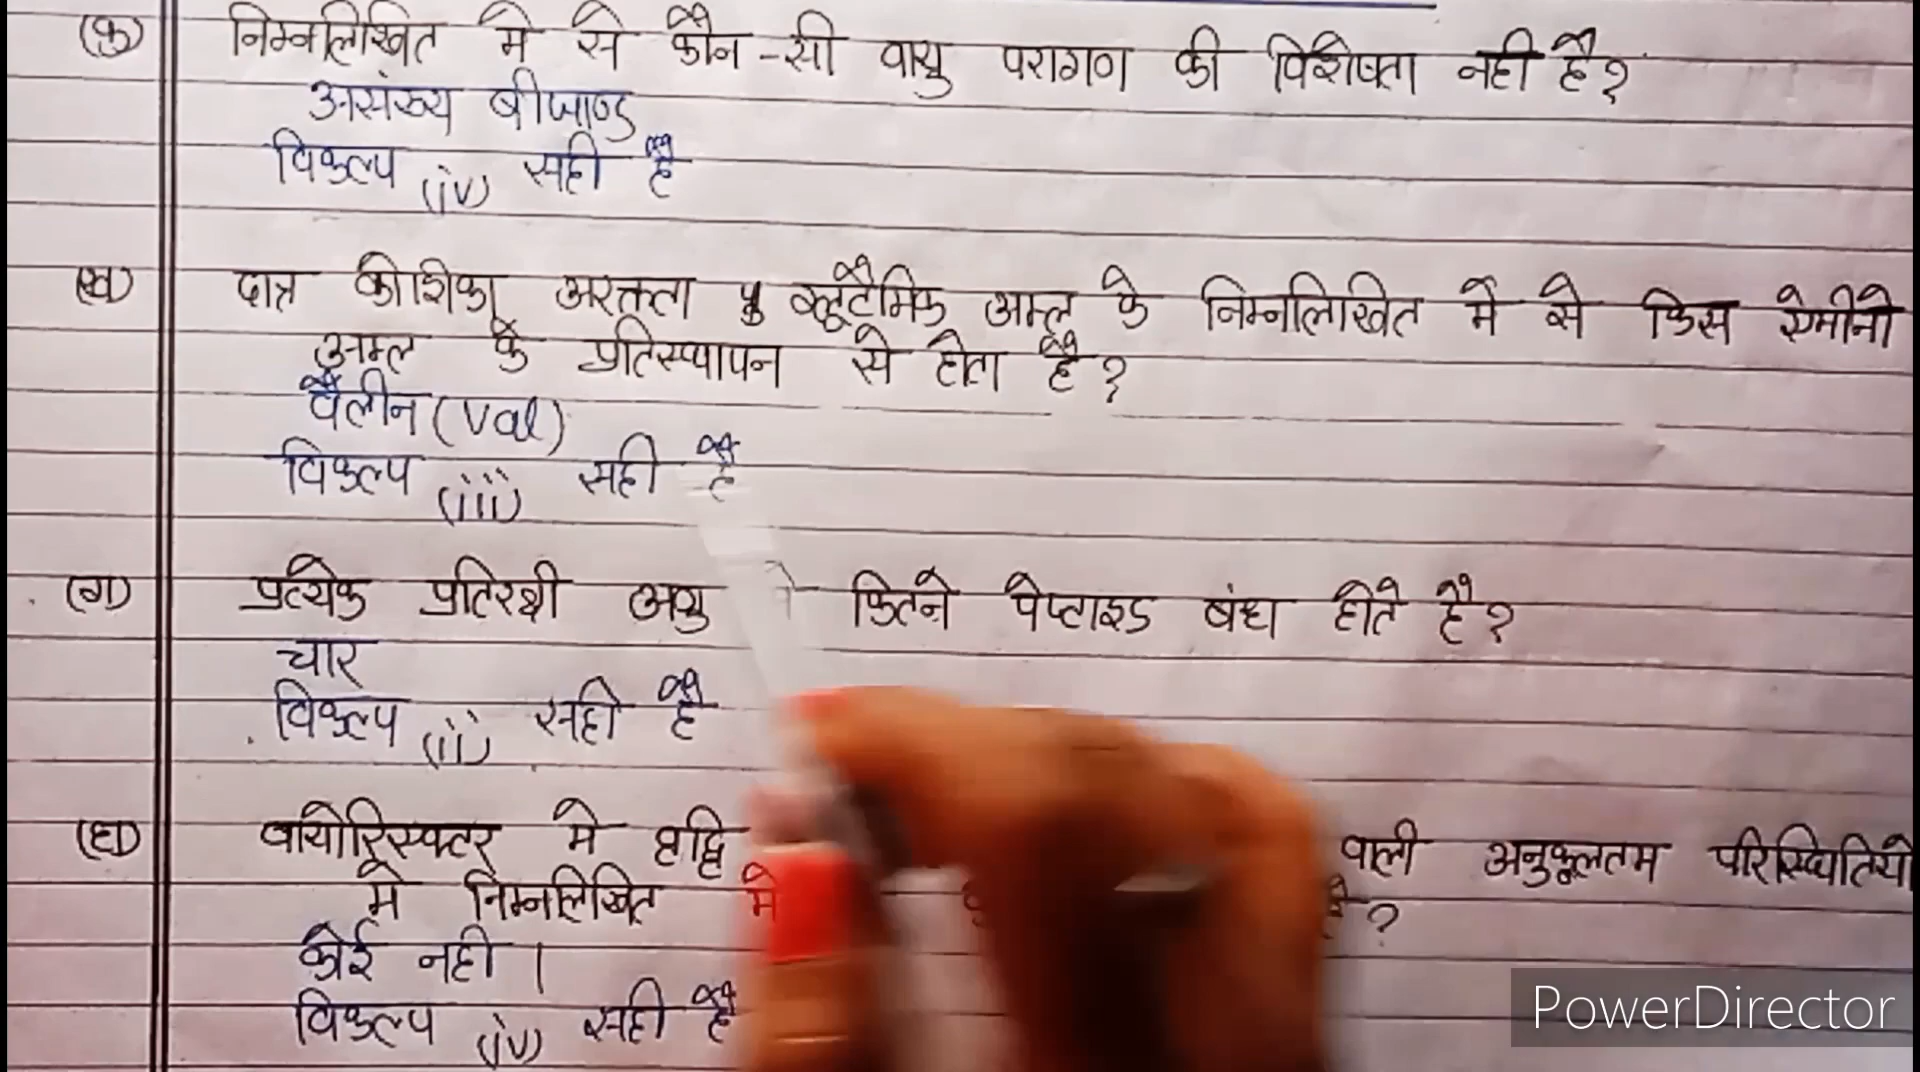 (क) निम्नलिखित मे से कौन-सी वायु परागण की विशेषता नही है?
असंख्य बीजाण्ड
विकल्प (iv) सही है
(ख) दात्र कोशिका अरक्तता ग्लूटैमिक अम्ल के निम्नलिखित में से किस ऐमीनो
अम्ल के प्रतिस्थापन से होता है?
वैलीन (Val)
विकल्प (iii) सही है
(ग) प्रत्येक प्रतिरक्षी अणु कितने पेप्टाइड बंध होते है?
चार
विकल्प (ii) सही है
(घ) वायोरिएक्टर मे वाली अनुकूलतम परिस्थितियो
मे निम्नलिखित मे है?
कोई नही।
विकल्प (iv) सही है
PowerDirector